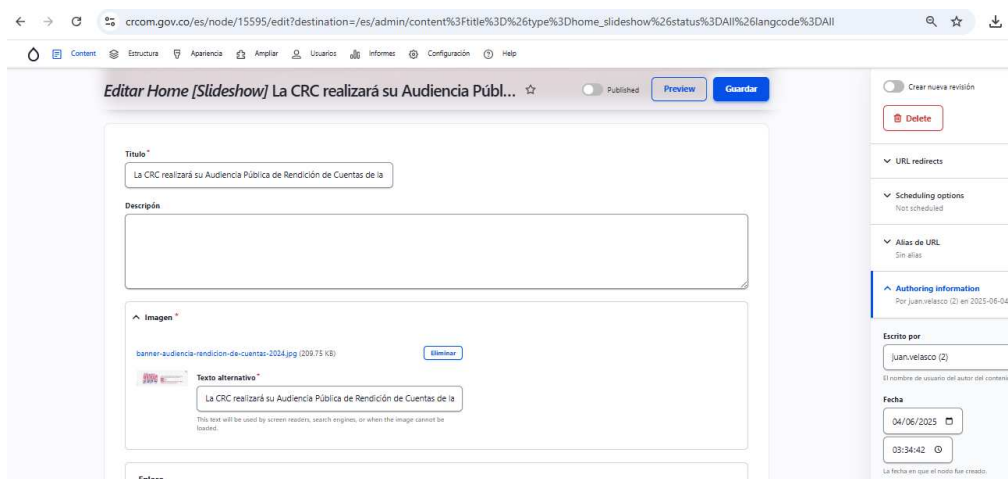 crcom.gov.co/es/node/15595/edit?destination=/es/admin/content%3Ftitle%3D%26type%3Dhome_slideshow%26status%3DAll%26langcode%3DAll
Content Estructura Apariencia Ampliar Usuarios Informes Configuración Help
Editar Home [Slideshow] La CRC realizará su Audiencia Públ...
Published
Preview
Guardar
Título *
La CRC realizará su Audiencia Pública de Rendición de Cuentas de la
Descripón
Imagen *
banner-audiencia-rendicion-de-cuentas-2024.jpg (209.75 KB)
Eliminar
Texto alternativo *
La CRC realizará su Audiencia Pública de Rendición de Cuentas de la
This text will be used by screen readers, search engines, or when the image cannot be
loaded.
Enlace
Crear nueva revisión
Delete
URL redirects
Scheduling options
Not scheduled
Alias de URL
Sin alias
Authoring information
Por juan.velasco (2) en 2025-06-04
Escrito por
juan.velasco (2)
El nombre de usuario del autor del conteni
Fecha
04/06/2025
03:34:42
La fecha en que el nodo fue creado.